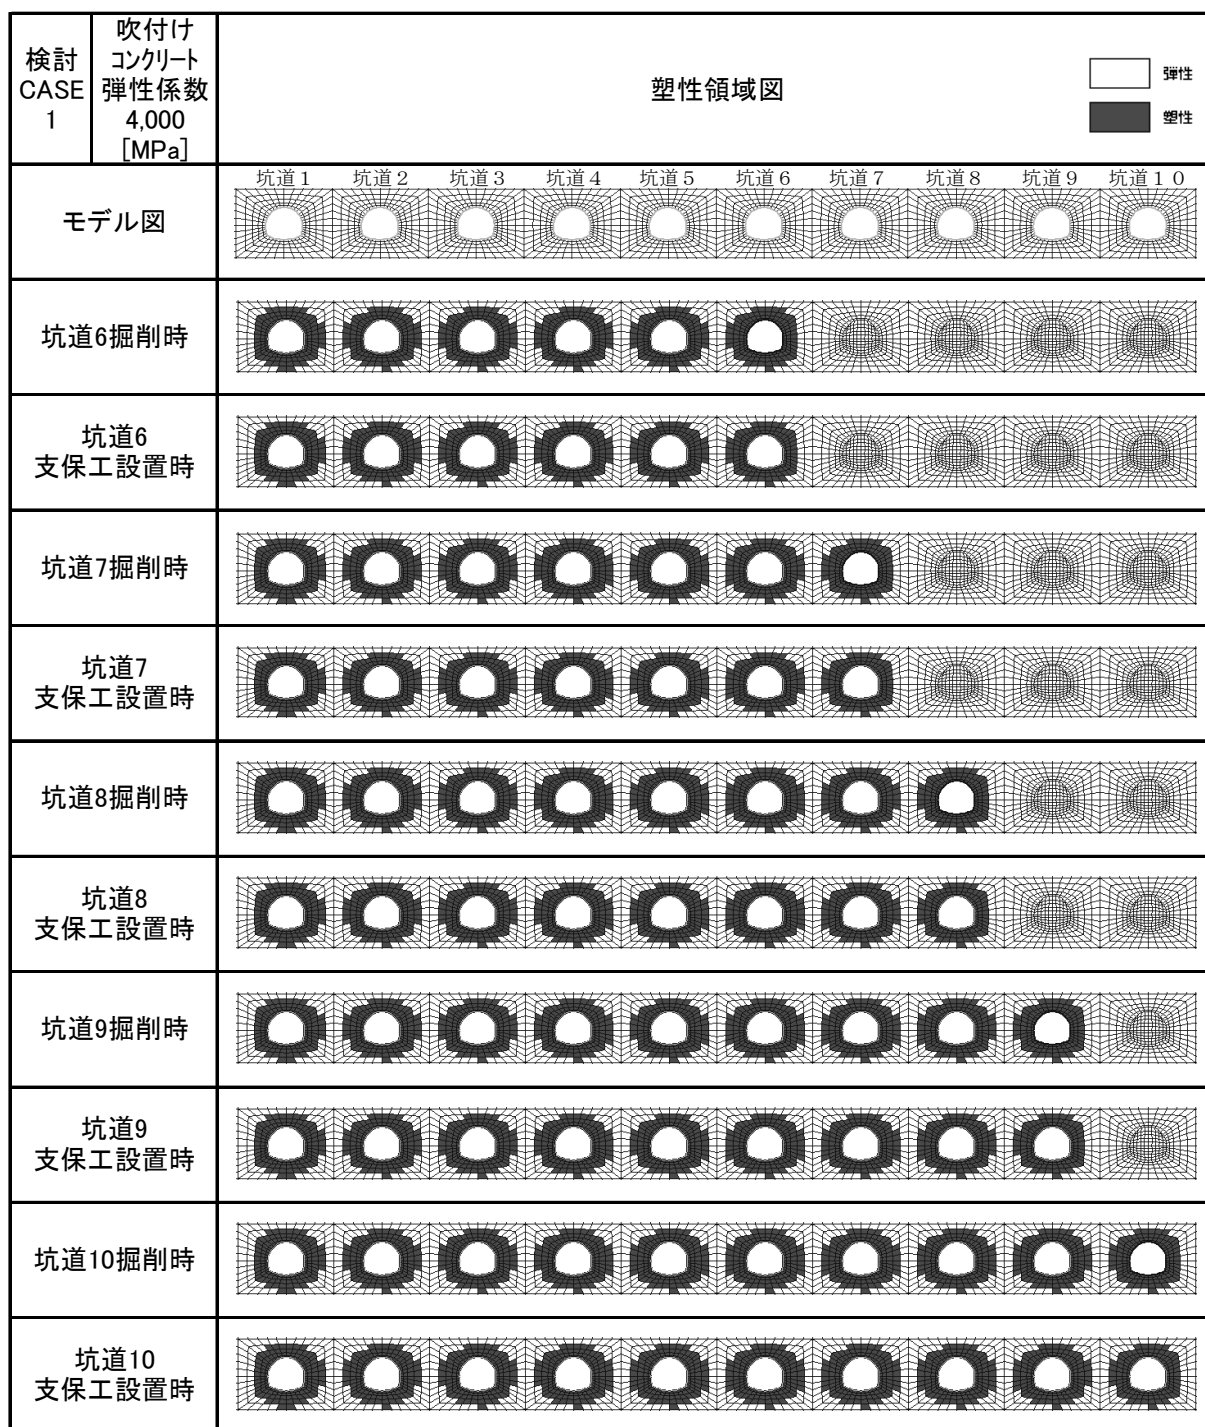 検討
CASE
1
吹付け
コンクリート
弾性係数
4,000
[MPa]
塑性領域図
弾性
塑性
モデル図
坑道1 坑道2 坑道3 坑道4 坑道5 坑道6 坑道7 坑道8 坑道9 坑道10
坑道6掘削時
坑道6
支保工設置時
坑道7掘削時
坑道7
支保工設置時
坑道8掘削時
坑道8
支保工設置時
坑道9掘削時
坑道9
支保工設置時
坑道10掘削時
坑道10
支保工設置時